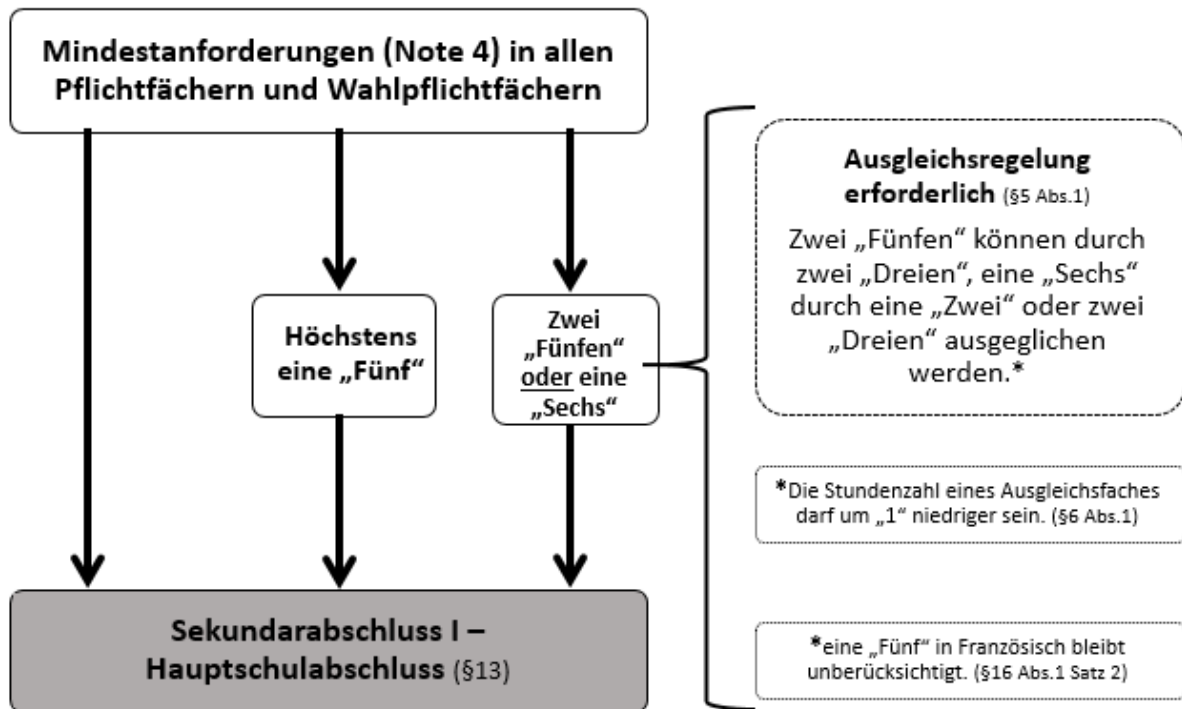 Mindestanforderungen (Note 4) in allen
Pflichtfächern und Wahlpflichtfächern
Höchstens
eine „Fünf“
Zwei
„Fünfen“
oder eine
„Sechs“
Ausgleichsregelung
erforderlich (§5 Abs.1)
Zwei „Fünfen“ können durch
zwei „Dreien“, eine „Sechs“
durch eine „Zwei“ oder zwei
„Dreien“ ausgeglichen
werden.*
*Die Stundenzahl eines Ausgleichsfaches
darf um „1“ niedriger sein. (§6 Abs.1)
*eine „Fünf“ in Französisch bleibt
unberücksichtigt. (§16 Abs.1 Satz 2)
Sekundarabschluss I –
Hauptschulabschluss (§13)